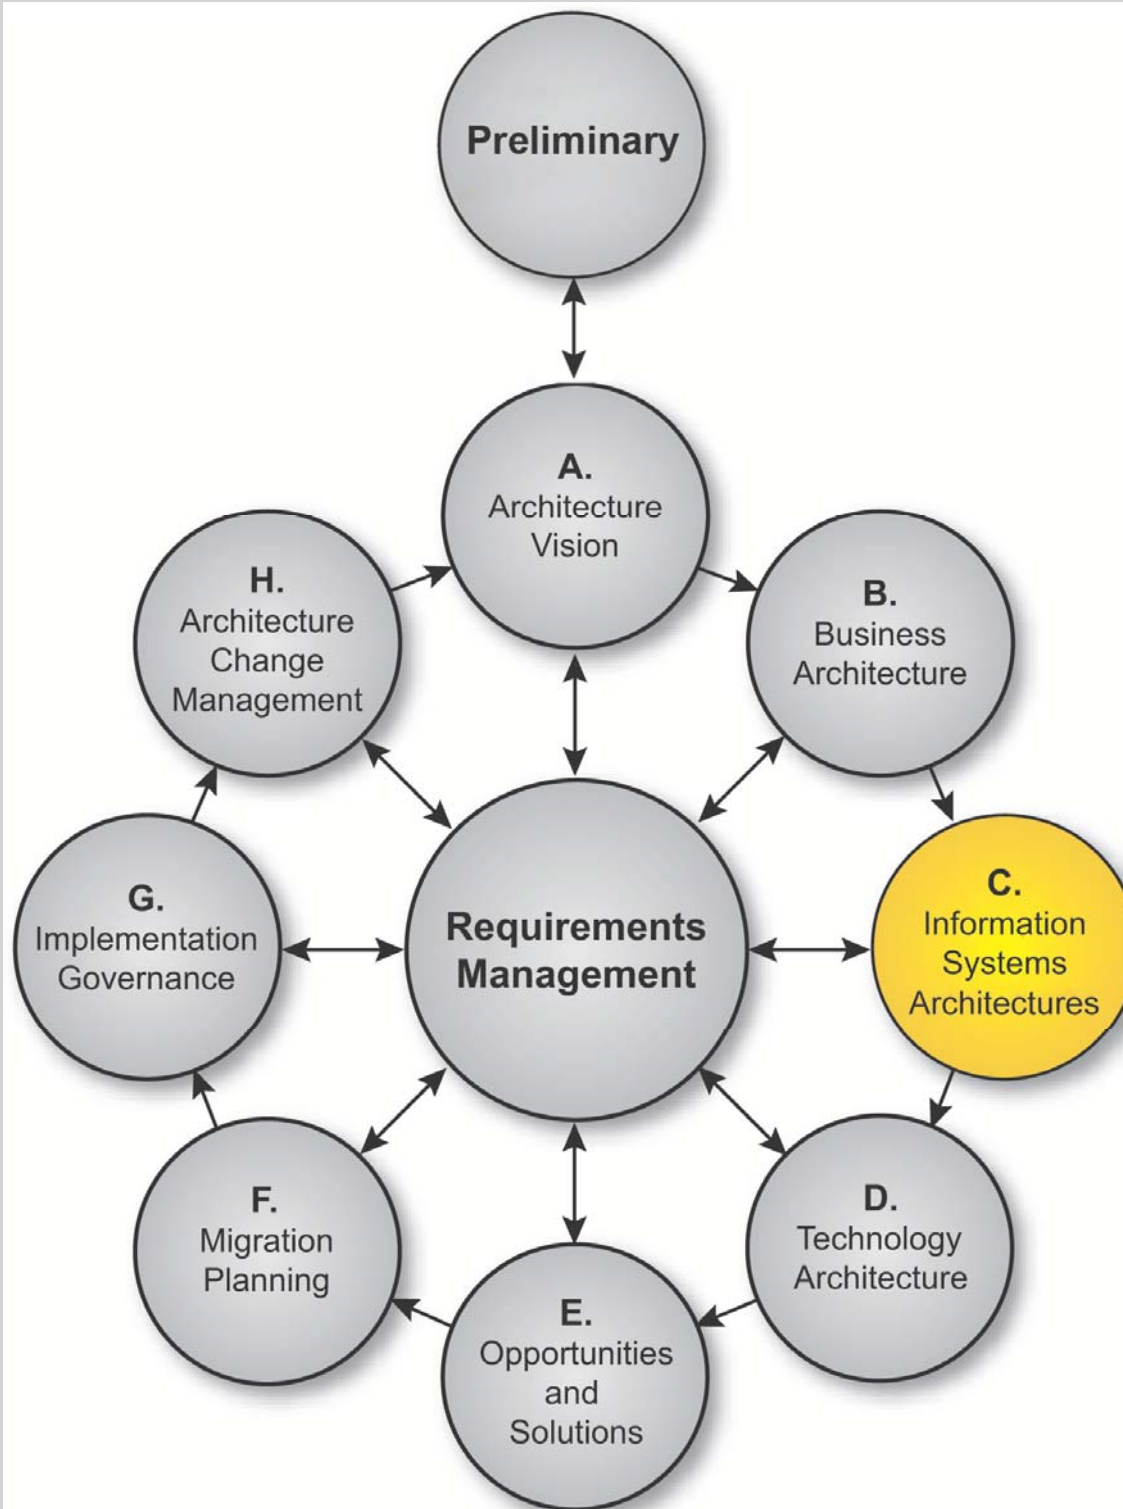 Preliminary
A.
Architecture
Vision
B.
Business
Architecture
C.
Information
Systems
Architectures
D.
Technology
Architecture
E.
Opportunities
and
Solutions
F.
Migration
Planning
G.
Implementation
Governance
H.
Architecture
Change
Management
Requirements
Management